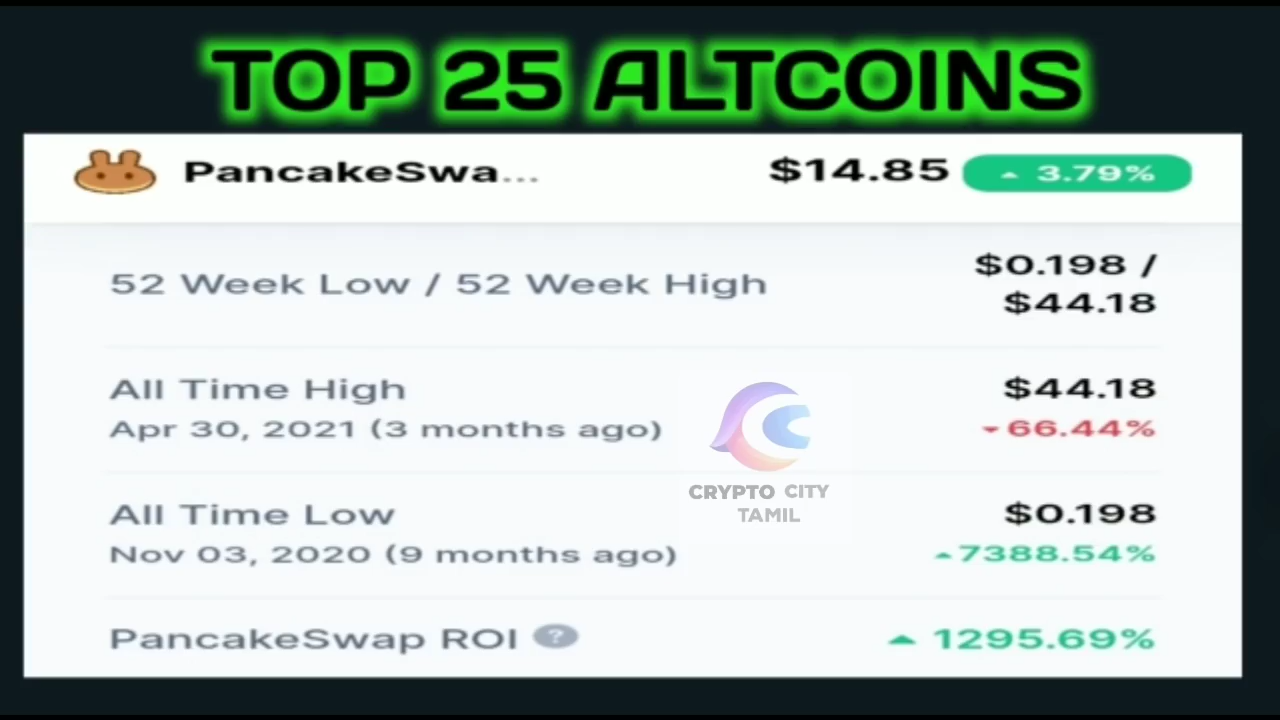 TOP 25 ALTCOINS
PancakeSwa... $14.85 3.79%
52 Week Low / 52 Week High $0.198 /
$44.18
All Time High $44.18
Apr 30, 2021 (3 months ago) 66.44%
CRYPTO CITY
TAMIL
All Time Low $0.198
Nov 03, 2020 (9 months ago) 7388.54%
PancakeSwap ROI ? 1295.69%